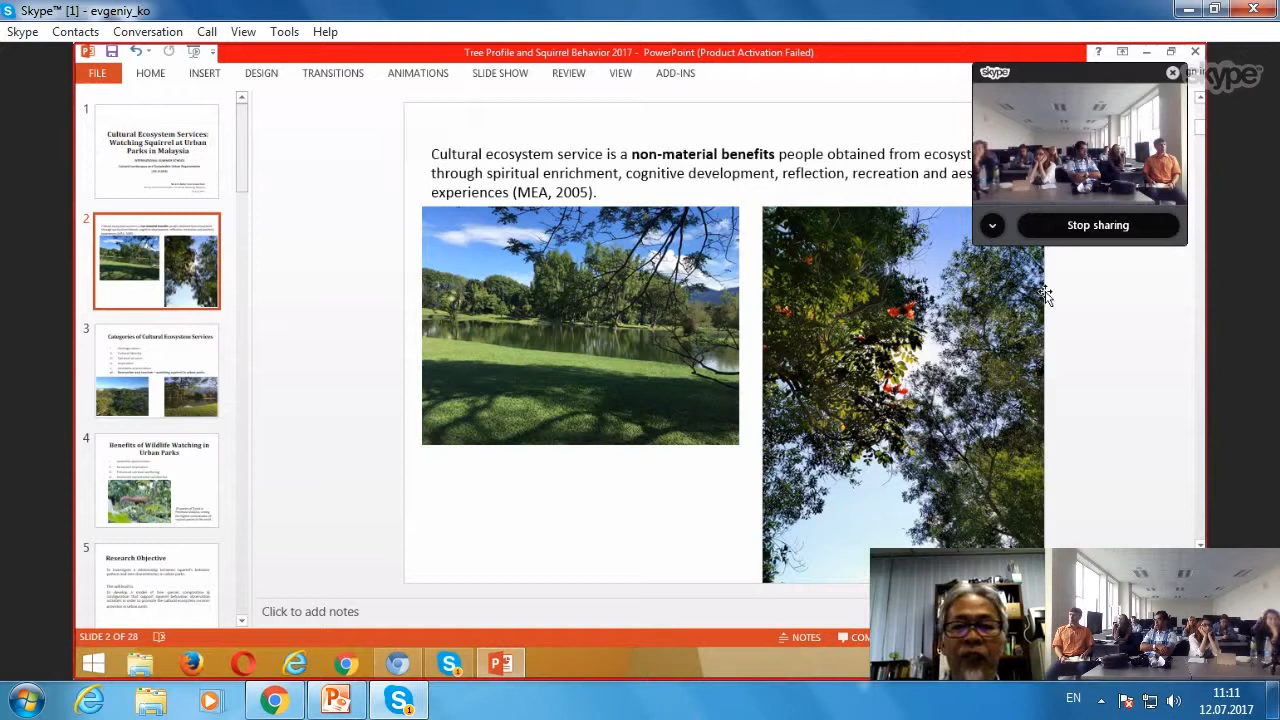 Skype™ [1] - evgeniy_ko
Skype Contacts Conversation Call View Tools Help
Tree Profile and Squirrel Behavior 2017 - PowerPoint (Product Activation Failed)
?
FILE HOME INSERT DESIGN TRANSITIONS ANIMATIONS SLIDE SHOW REVIEW VIEW ADD-INS
skype
skype
Stop sharing
1
Cultural Ecosystem Services:
Watching Squirrel at Urban
Parks in Malaysia
2
3
Categories of Cultural Ecosystem Services
4
Benefits of Wildlife Watching in
Urban Parks
5
Research Objective
Cultural ecosystem service is a non-material benefits people obtained from ecosyst
through spiritual enrichment, cognitive development, reflection, recreation and aes
experiences (MEA, 2005).
Click to add notes
SLIDE 2 OF 28
NOTES COM
EN
11:11
12.07.2017